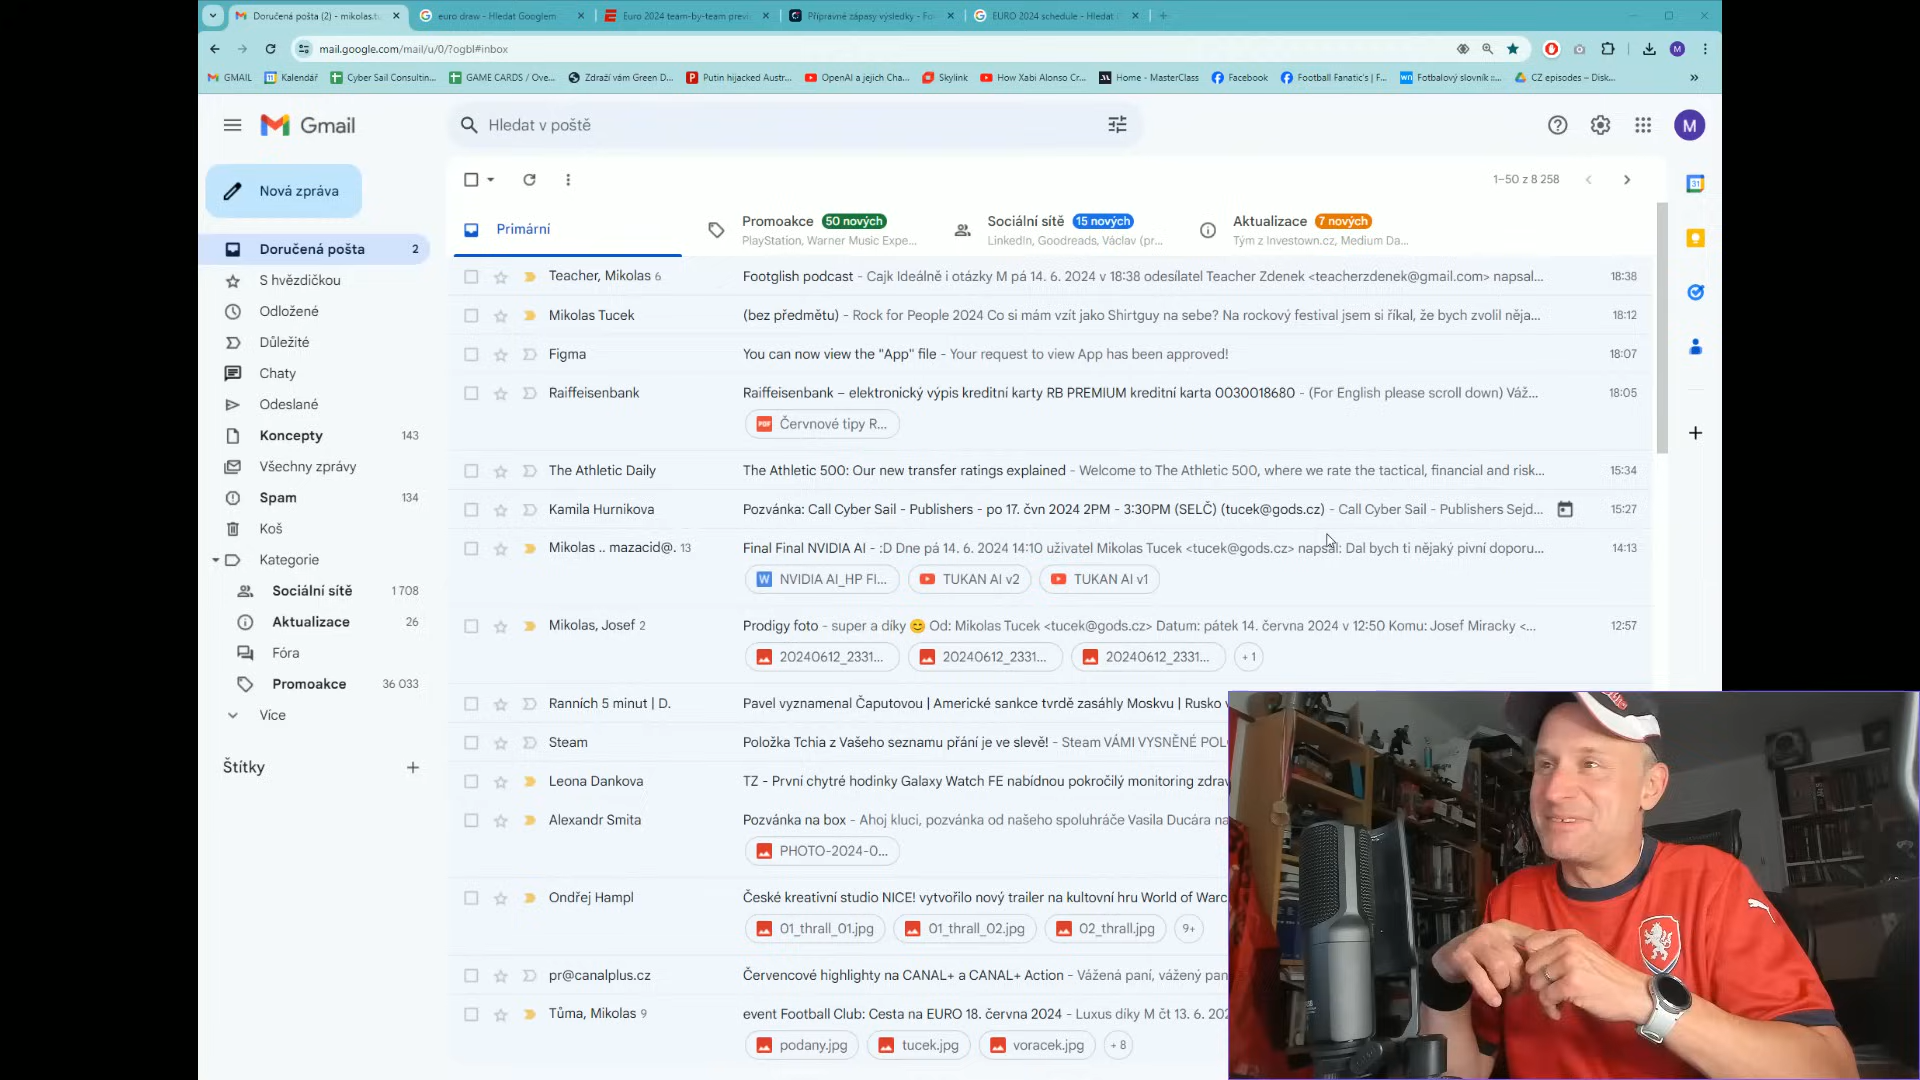 Doručená pošta (2) - mikolas.t
euro draw - Hledat Googlem
Euro 2024 team-by-team previ
Přípravné zápasy výsledky - Fo
EURO 2024 schedule - Hledat
mail.google.com/mail/u/0/?ogbl#inbox
M
GMAIL
Kalendář
Cyber Sail Consultin...
GAME CARDS / Ove...
Zdraží vám Green D...
Putin hijacked Austr...
OpenAI a jejich Cha...
Skylink
How Xabi Alonso Cr...
Home - MasterClass
Facebook
Football Fanatic's | F...
Fotbalový slovník :...
CZ episodes – Disk...
»
Gmail
Hledat v poště
M
Nová zpráva
1–50 z 8 258
Primární
Promoakce 50 nových
PlayStation, Warner Music Expe...
Sociální sítě 15 nových
LinkedIn, Goodreads, Václav (pr...
Aktualizace 7 nových
Tým z Investown.cz, Medium Da...
Doručená pošta 2
S hvězdičkou
Odložené
Důležité
Chaty
Odeslané
Koncepty 143
Všechny zprávy
Spam 134
Koš
Kategorie
Sociální sítě 1 708
Aktualizace 26
Fóra
Promoakce 36 033
Více
Štítky
Teacher, Mikolas 6 Footglish podcast - Cajk Ideálně i otázky M pá 14. 6. 2024 v 18:38 odesílatel Teacher Zdenek <teacherzdenek@gmail.com> napsal... 18:38
Mikolas Tucek (bez předmětu) - Rock for People 2024 Co si mám vzít jako Shirtguy na sebe? Na rockový festival jsem si říkal, že bych zvolil něja... 18:12
Figma You can now view the "App" file - Your request to view App has been approved! 18:07
Raiffeisenbank Raiffeisenbank – elektronický výpis kreditní karty RB PREMIUM kreditní karta 0030018680 - (For English please scroll down) Váž... 18:05
PDF Červnové tipy R...
The Athletic Daily The Athletic 500: Our new transfer ratings explained - Welcome to The Athletic 500, where we rate the tactical, financial and risk... 15:34
Kamila Hurnikova Pozvánka: Call Cyber Sail - Publishers - po 17. čvn 2024 2PM - 3:30PM (SELČ) (tucek@gods.cz) - Call Cyber Sail - Publishers Sejd... 15:27
Mikolas .. mazacid@. 13 Final Final NVIDIA AI - :D Dne pá 14. 6. 2024 14:10 uživatel Mikolas Tucek <tucek@gods.cz> napsal: Dal bych ti nějaký pivní doporu... 14:13
W NVIDIA AI_HP FI...
TUKAN AI v2
TUKAN AI v1
Mikolas, Josef 2 Prodigy foto - super a díky 😊 Od: Mikolas Tucek <tucek@gods.cz> Datum: pátek 14. června 2024 v 12:50 Komu: Josef Miracky <... 12:57
20240612_2331...
20240612_2331...
20240612_2331...
+ 1
Ranních 5 minut | D. Pavel vyznamenal Čaputovou | Americké sankce tvrdě zasáhly Moskvu | Rusko v
Steam Položka Tchia z Vašeho seznamu přání je ve slevě! - Steam VÁMI VYSNĚNÉ POL
Leona Dankova TZ - První chytré hodinky Galaxy Watch FE nabídnou pokročilý monitoring zdrav
Alexandr Smita Pozvánka na box - Ahoj kluci, pozvánka od našeho spoluhráče Vasila Ducára na
PHOTO-2024-0...
Ondřej Hampl České kreativní studio NICE! vytvořilo nový trailer na kultovní hru World of Warc
01_thrall_01.jpg
01_thrall_02.jpg
02_thrall.jpg
9+
pr@canalplus.cz Červencové highlighty na CANAL+ a CANAL+ Action - Vážená paní, vážený pan
Tůma, Mikolas 9 event Football Club: Cesta na EURO 18. června 2024 - Luxus díky M čt 13. 6. 202
podany.jpg
tucek.jpg
voracek.jpg
+ 8